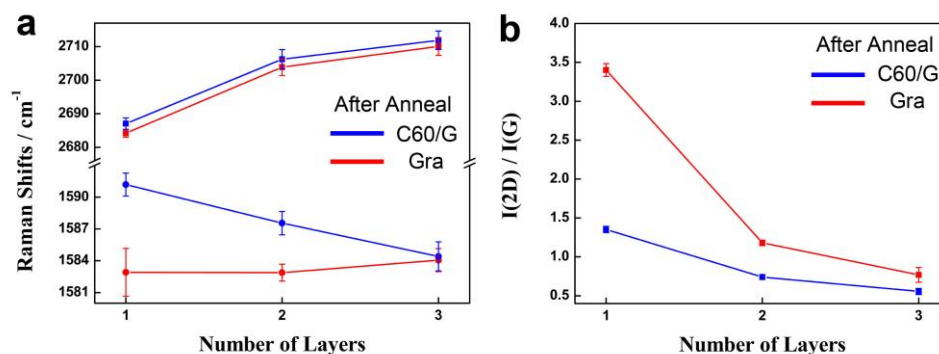 a
Raman Shifts / cm-1
2710
2700
2690
2680
1590
1587
1584
1581
After Anneal
C60/G
Gra
1
2
3
Number of Layers
b
I(2D) / I(G)
4.0
3.5
3.0
2.5
2.0
1.5
1.0
0.5
After Anneal
C60/G
Gra
1
2
3
Number of Layers